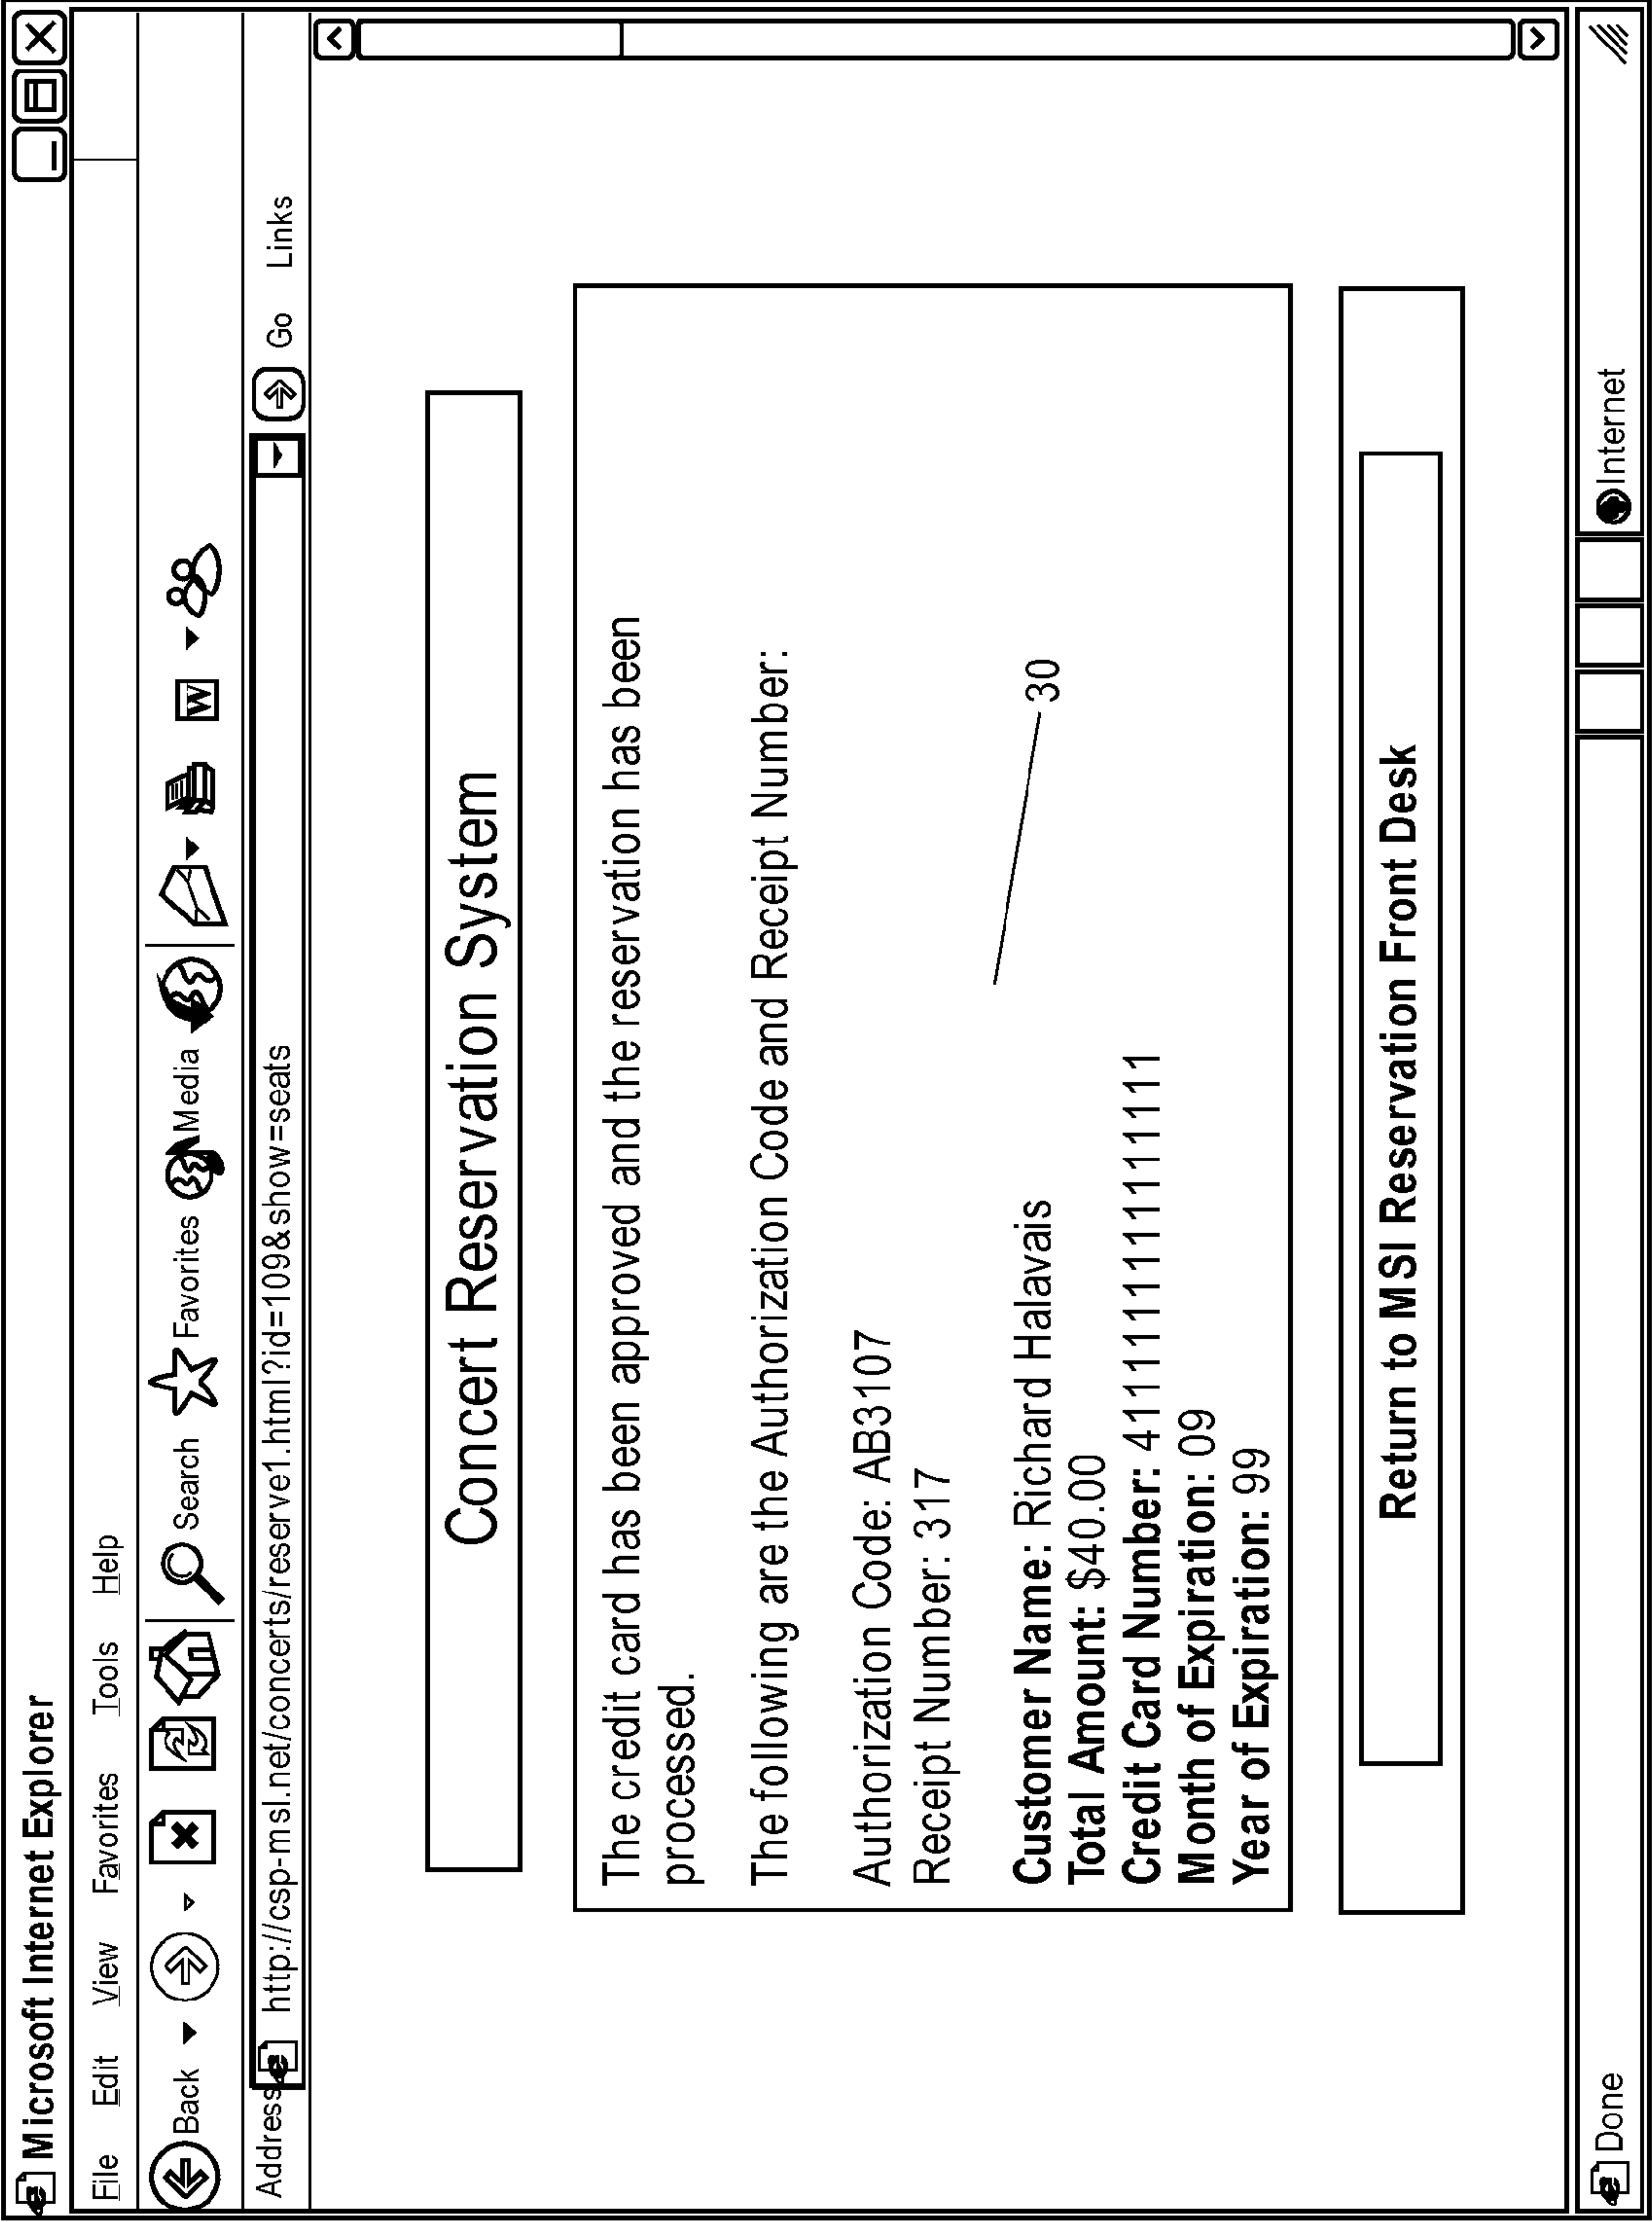 Microsoft Internet Explorer
File Edit View Favorites Tools Help
Back Search Favorites Media W
Address http://csp-msl.net/concerts/reserve1.html?id=109&show=seats Go Links
Concert Reservation System
The credit card has been approved and the reservation has been
processed.
The following are the Authorization Code and Receipt Number:
Authorization Code: AB3107
Receipt Number: 317
30
Customer Name: Richard Halavais
Total Amount: $40.00
Credit Card Number: 4111111111111111
Month of Expiration: 09
Year of Expiration: 99
Return to MSI Reservation Front Desk
Done Internet